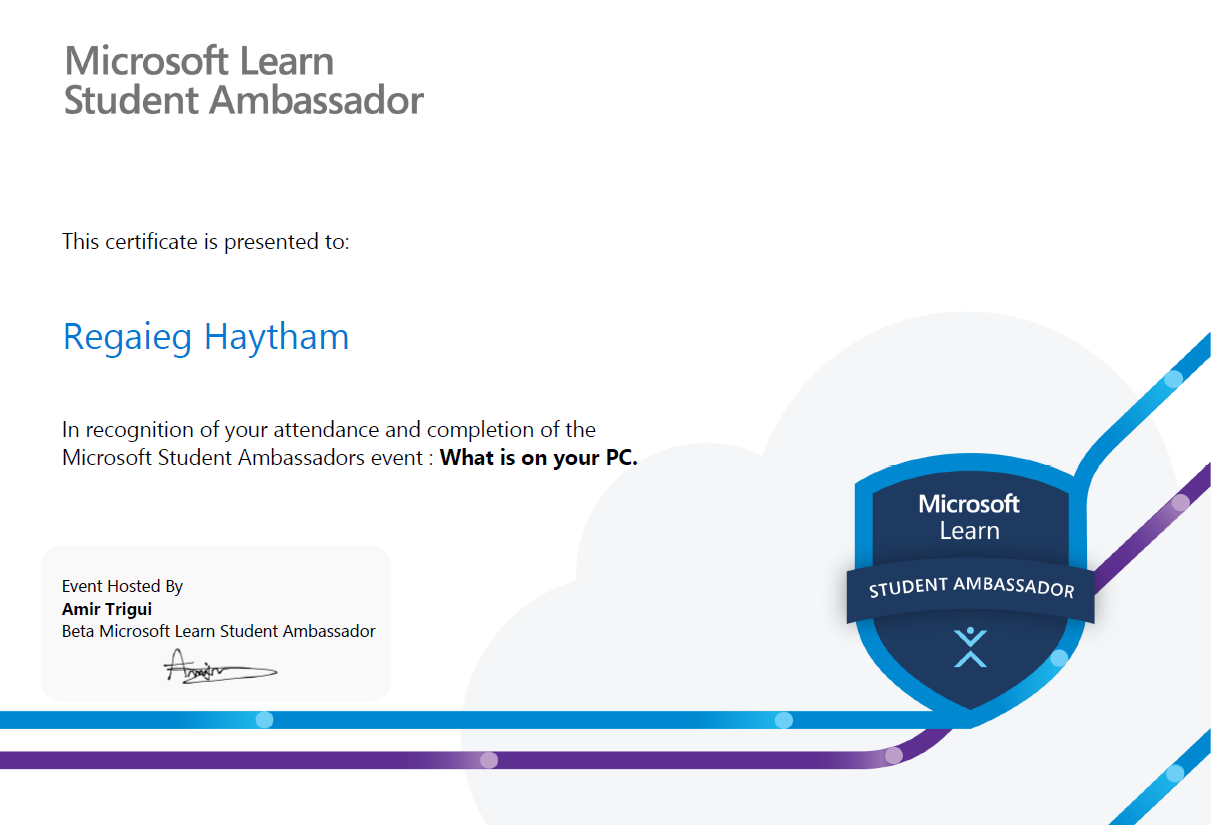 Microsoft Learn
Student Ambassador
This certificate is presented to:
Regaieg Haytham
In recognition of your attendance and completion of the
Microsoft Student Ambassadors event : What is on your PC.
Event Hosted By
Amir Trigui
Beta Microsoft Learn Student Ambassador
Amir
Microsoft
Learn
STUDENT AMBASSADOR